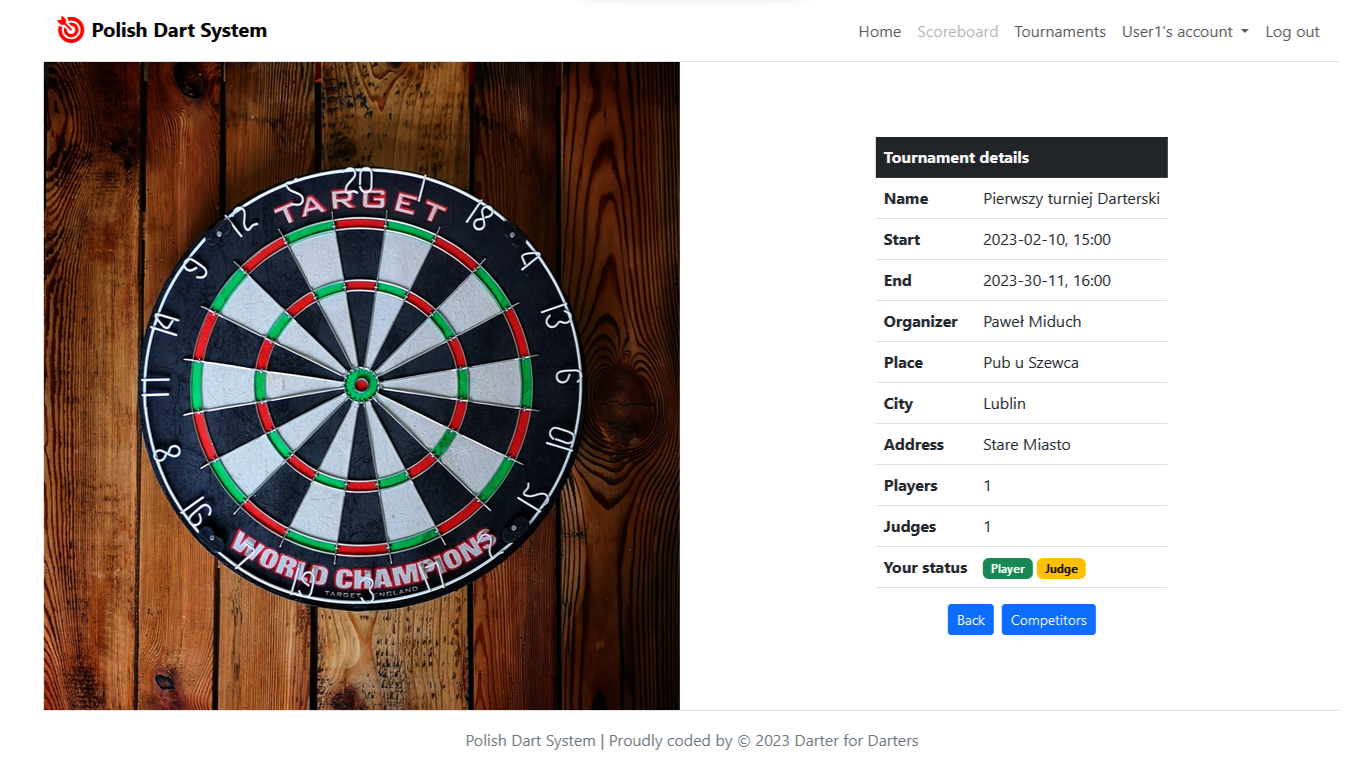 Polish Dart System
Home Scoreboard Tournaments User1's account Log out
20
5 1
12 18
9 4
14 13
11 6
8 10
16
19 3 17
TARGET
WORLD CHAMPIONS
TARGET ENGLAND
Tournament details
Name Pierwszy turniej Darterski
Start 2023-02-10, 15:00
End 2023-30-11, 16:00
Organizer Paweł Miduch
Place Pub u Szewca
City Lublin
Address Stare Miasto
Players 1
Judges 1
Your status Player Judge
Back Competitors
Polish Dart System | Proudly coded by © 2023 Darter for Darters